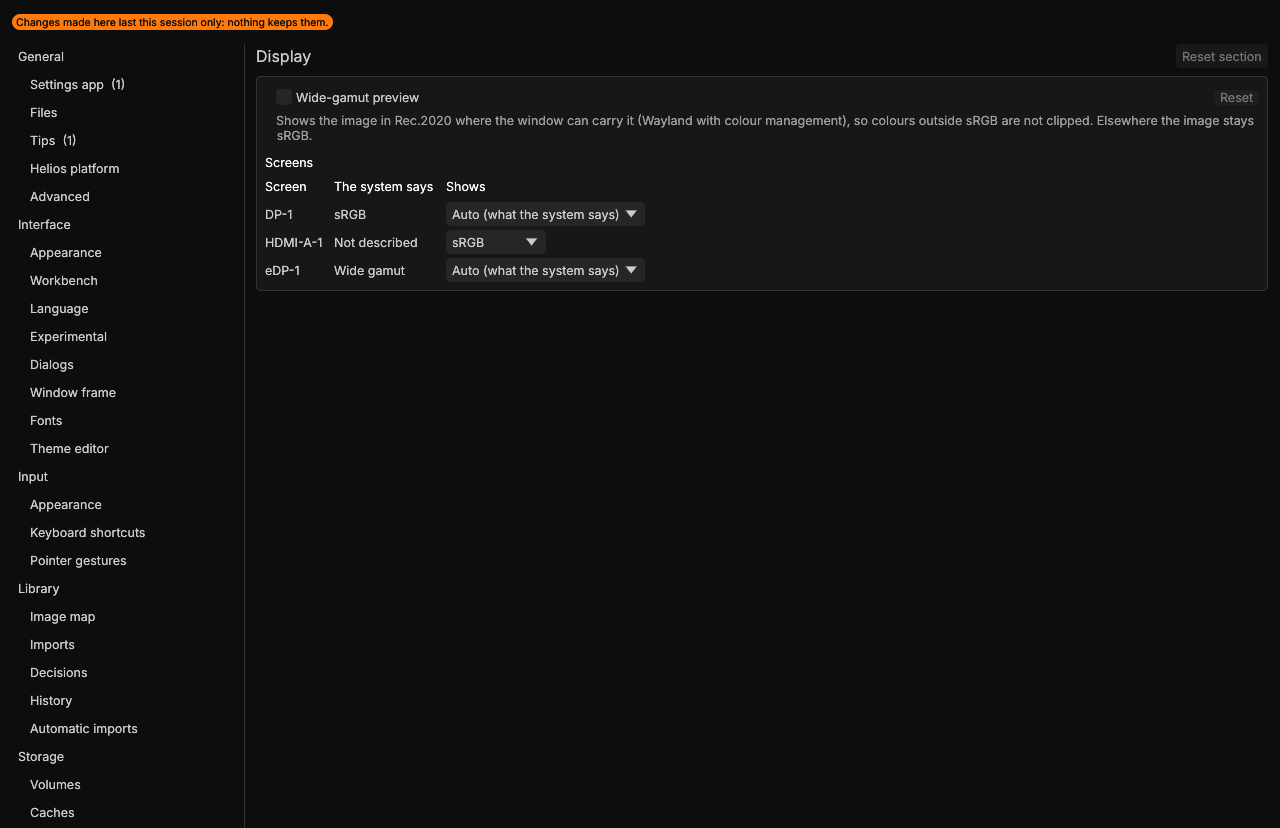 Changes made here last this session only: nothing keeps them.
General
Settings app (1)
Files
Tips (1)
Helios platform
Advanced
Interface
Appearance
Workbench
Language
Experimental
Dialogs
Window frame
Fonts
Theme editor
Input
Appearance
Keyboard shortcuts
Pointer gestures
Library
Image map
Imports
Decisions
History
Automatic imports
Storage
Volumes
Caches
Display
Reset section
Wide-gamut preview
Reset
Shows the image in Rec.2020 where the window can carry it (Wayland with colour management), so colours outside sRGB are not clipped. Elsewhere the image stays
sRGB.
Screens
Screen The system says Shows
DP-1 sRGB Auto (what the system says)
HDMI-A-1 Not described sRGB
eDP-1 Wide gamut Auto (what the system says)